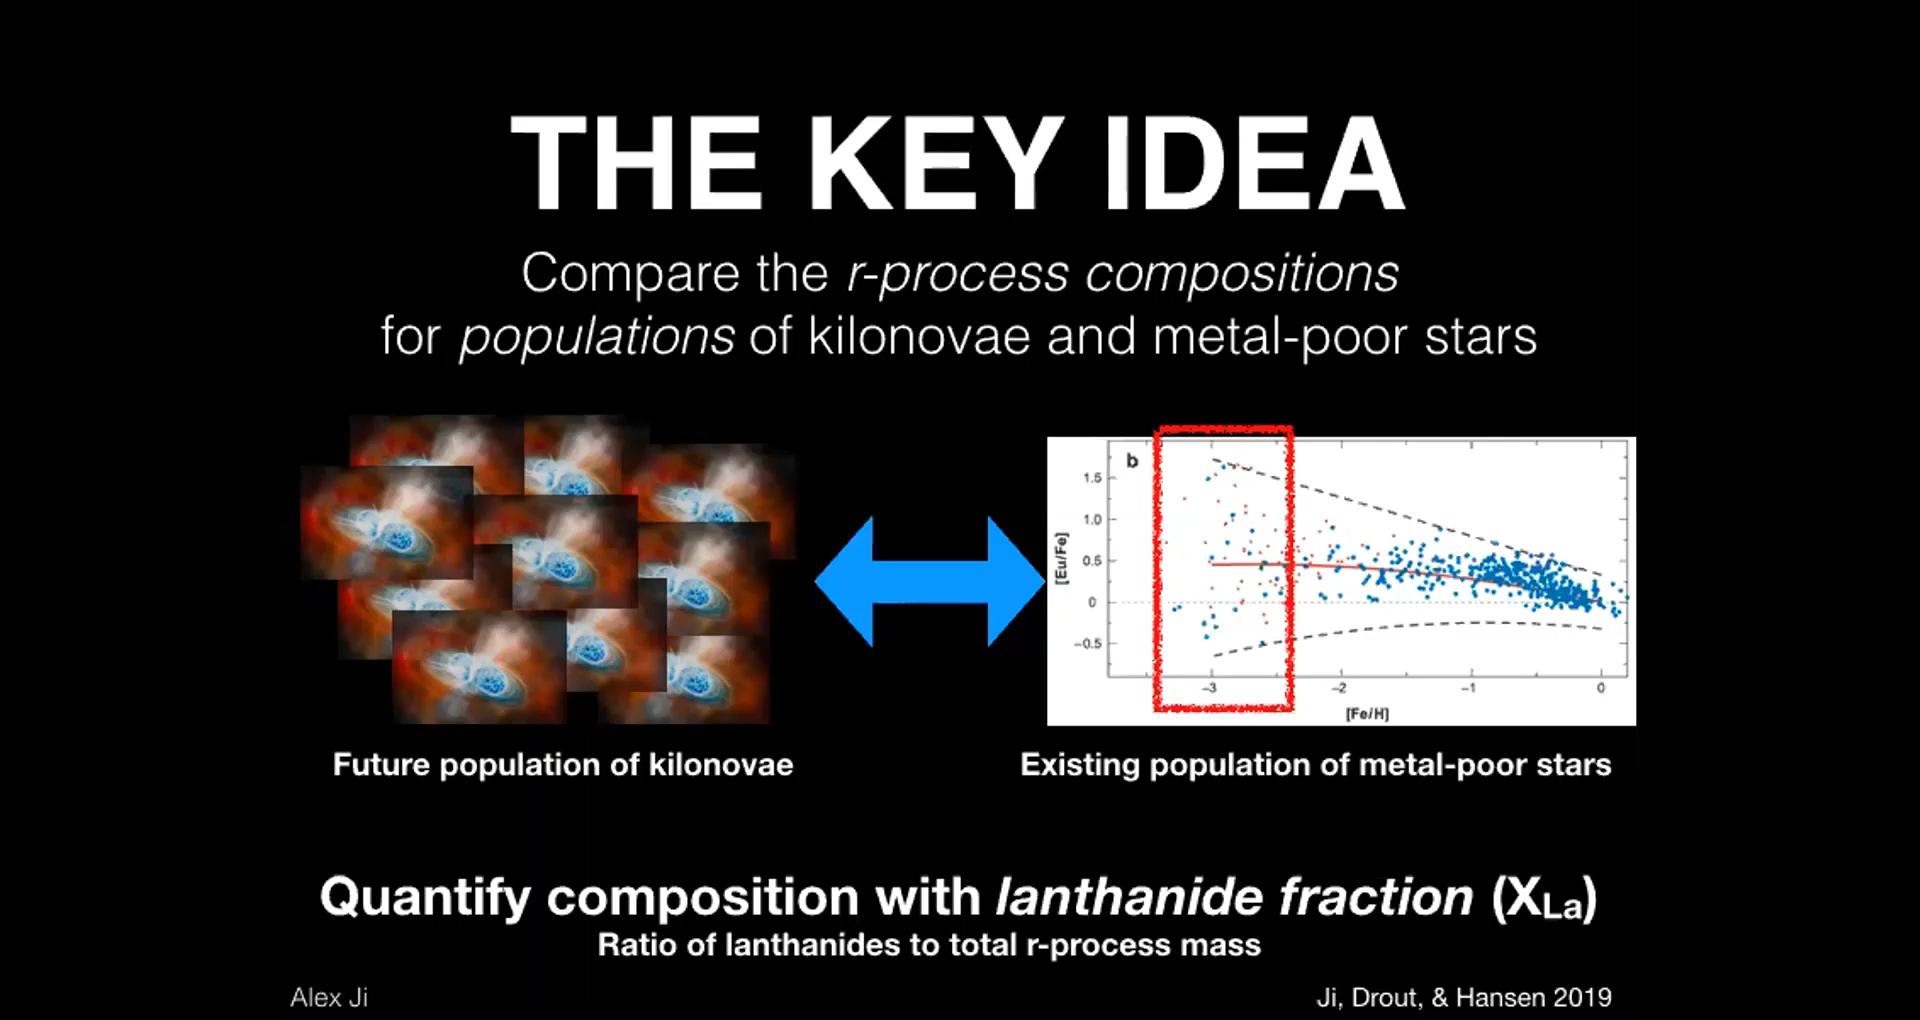 THE KEY IDEA
Compare the r-process compositions
for populations of kilonovae and metal-poor stars
b
1.5
1.0
0.5
0
−0.5
[Eu/Fe]
−3
−2
−1
0
[Fe/H]
Future population of kilonovae
Existing population of metal-poor stars
Quantify composition with lanthanide fraction (XLa)
Ratio of lanthanides to total r-process mass
Alex Ji
Ji, Drout, & Hansen 2019